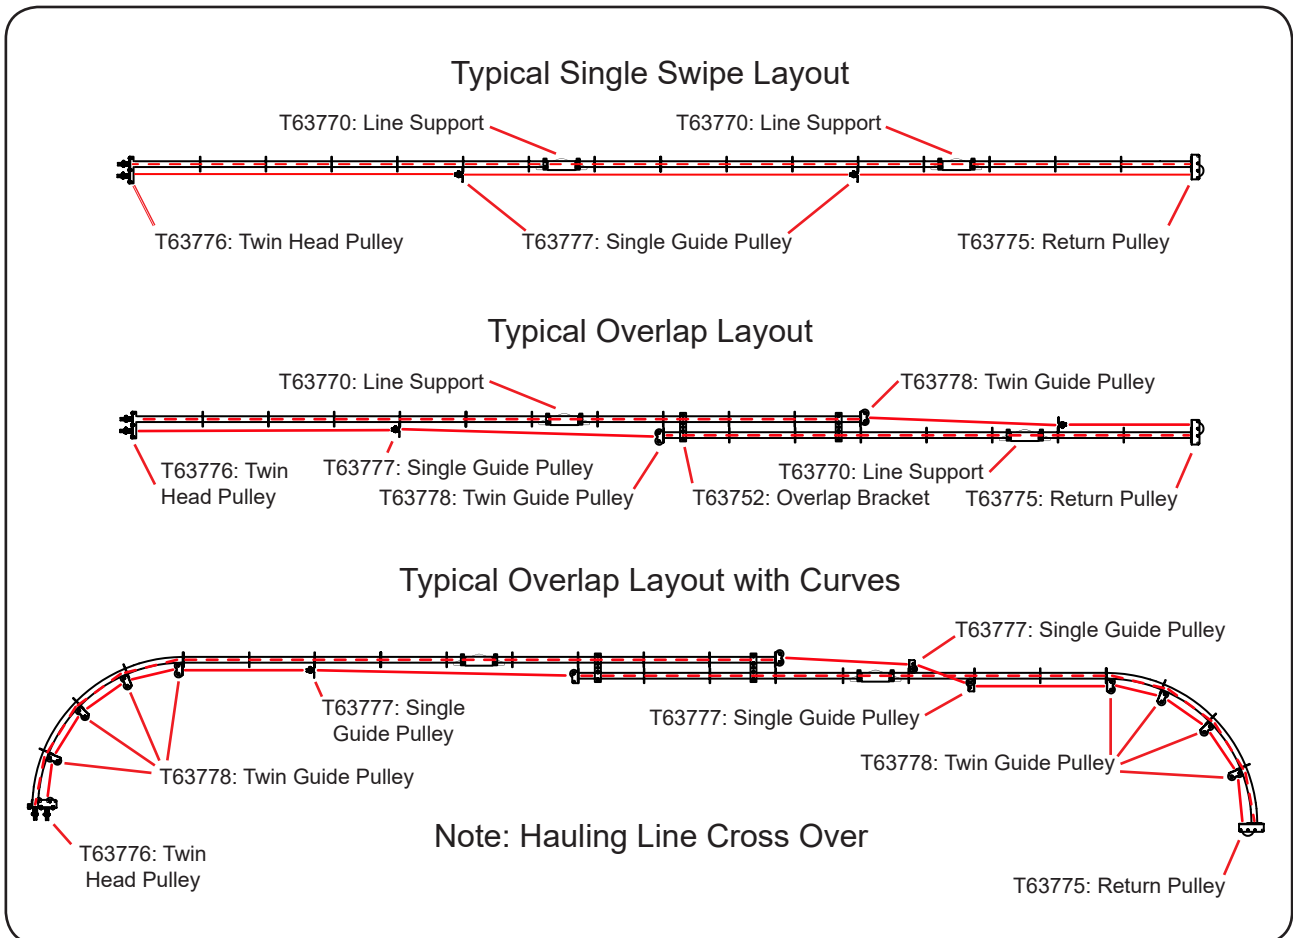 Typical Single Swipe Layout
T63770: Line Support
T63770: Line Support
T63776: Twin Head Pulley
T63777: Single Guide Pulley
T63775: Return Pulley
Typical Overlap Layout
T63770: Line Support
T63778: Twin Guide Pulley
T63776: Twin
Head Pulley
T63777: Single Guide Pulley
T63778: Twin Guide Pulley
T63770: Line Support
T63752: Overlap Bracket
T63775: Return Pulley
Typical Overlap Layout with Curves
T63777: Single Guide Pulley
T63777: Single
Guide Pulley
T63777: Single Guide Pulley
T63778: Twin Guide Pulley
T63778: Twin Guide Pulley
Note: Hauling Line Cross Over
T63776: Twin
Head Pulley
T63775: Return Pulley